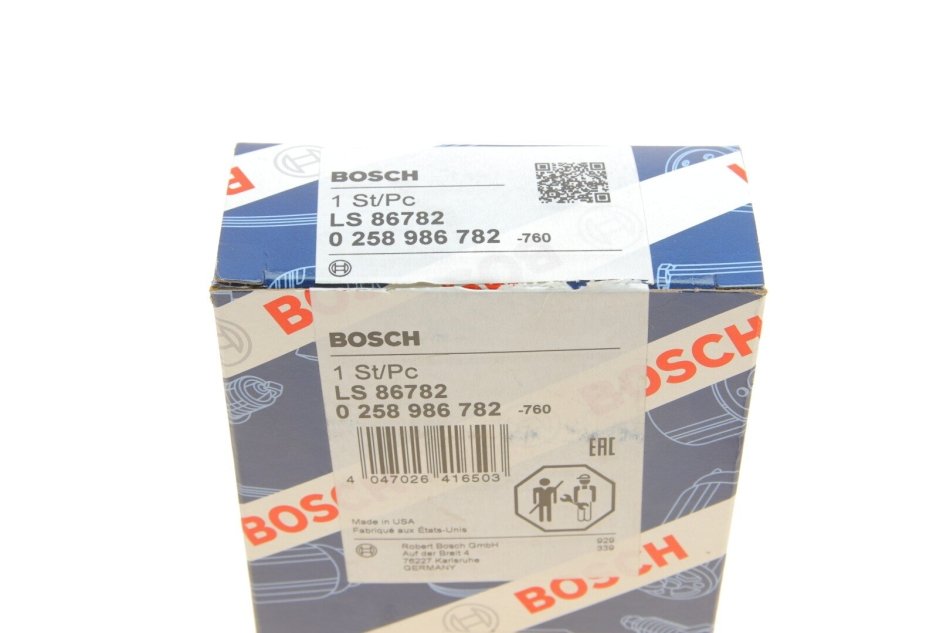 BOSCH
1 St/Pc
LS 86782
0 258 986 782 -760
BOSCH
BOSCH
1 St/Pc
LS 86782
0 258 986 782 -760
4 047026 416503
EAC
Made in USA
Fabriqué aux États-Unis
Robert Bosch GmbH
Auf der Breit 4
76227 Karlsruhe
GERMANY
929
339
BOSCH